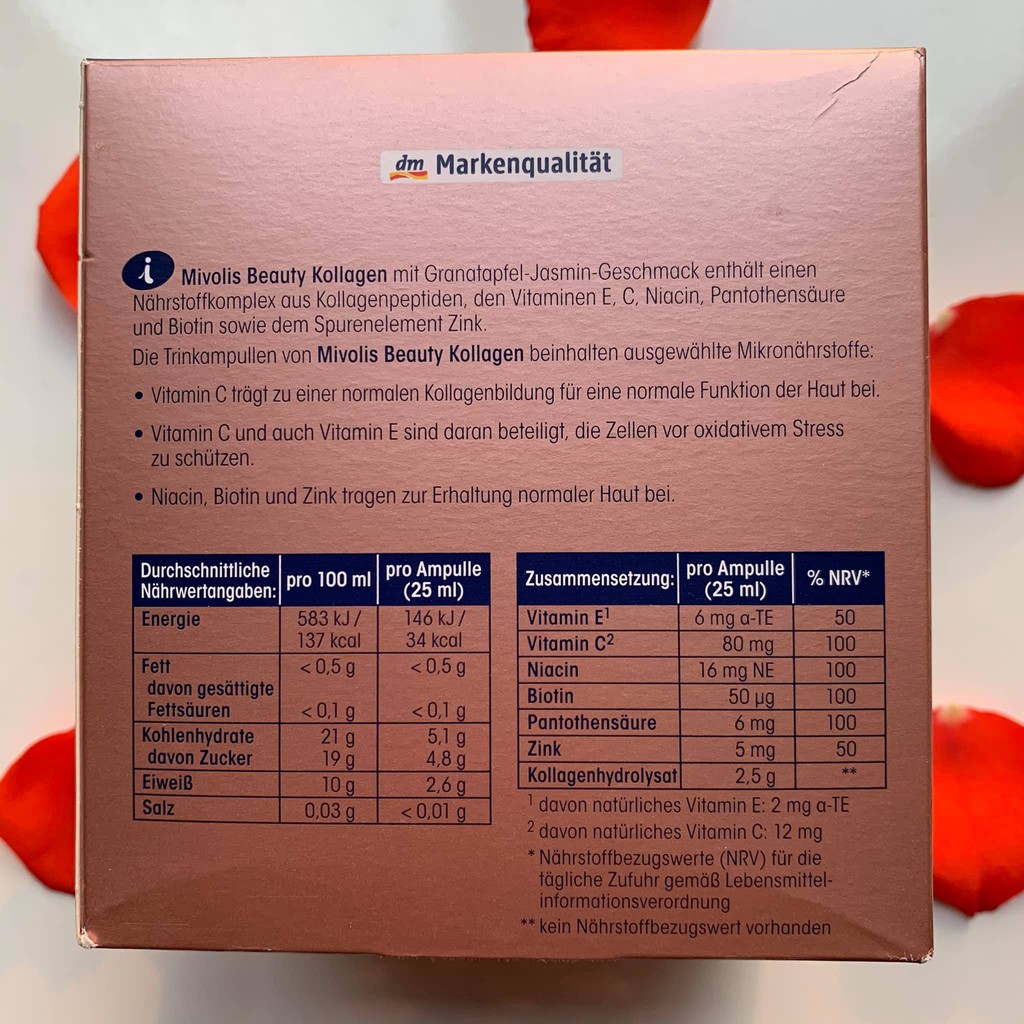 dm Markenqualität
i Mivolis Beauty Kollagen mit Granatapfel-Jasmin-Geschmack enthält einen
Nährstoffkomplex aus Kollagenpeptiden, den Vitaminen E, C, Niacin, Pantothensäure
und Biotin sowie dem Spurenelement Zink.
Die Trinkampullen von Mivolis Beauty Kollagen beinhalten ausgewählte Mikronährstoffe:
• Vitamin C trägt zu einer normalen Kollagenbildung für eine normale Funktion der Haut bei.
• Vitamin C und auch Vitamin E sind daran beteiligt, die Zellen vor oxidativem Stress
zu schützen.
• Niacin, Biotin und Zink tragen zur Erhaltung normaler Haut bei.
Durchschnittliche Nährwertangaben: pro 100 ml pro Ampulle (25 ml)
Energie 583 kJ / 146 kJ /
137 kcal 34 kcal
Fett < 0,5 g < 0,5 g
davon gesättigte
Fettsäuren < 0,1 g < 0,1 g
Kohlenhydrate 21 g 5,1 g
davon Zucker 19 g 4,8 g
Eiweiß 10 g 2,6 g
Salz 0,03 g < 0,01 g
Zusammensetzung: pro Ampulle (25 ml) % NRV*
Vitamin E¹ 6 mg α-TE 50
Vitamin C² 80 mg 100
Niacin 16 mg NE 100
Biotin 50 µg 100
Pantothensäure 6 mg 100
Zink 5 mg 50
Kollagenhydrolysat 2,5 g **
¹ davon natürliches Vitamin E: 2 mg α-TE
² davon natürliches Vitamin C: 12 mg
* Nährstoffbezugswerte (NRV) für die
tägliche Zufuhr gemäß Lebensmittel-
informationsverordnung
** kein Nährstoffbezugswert vorhanden